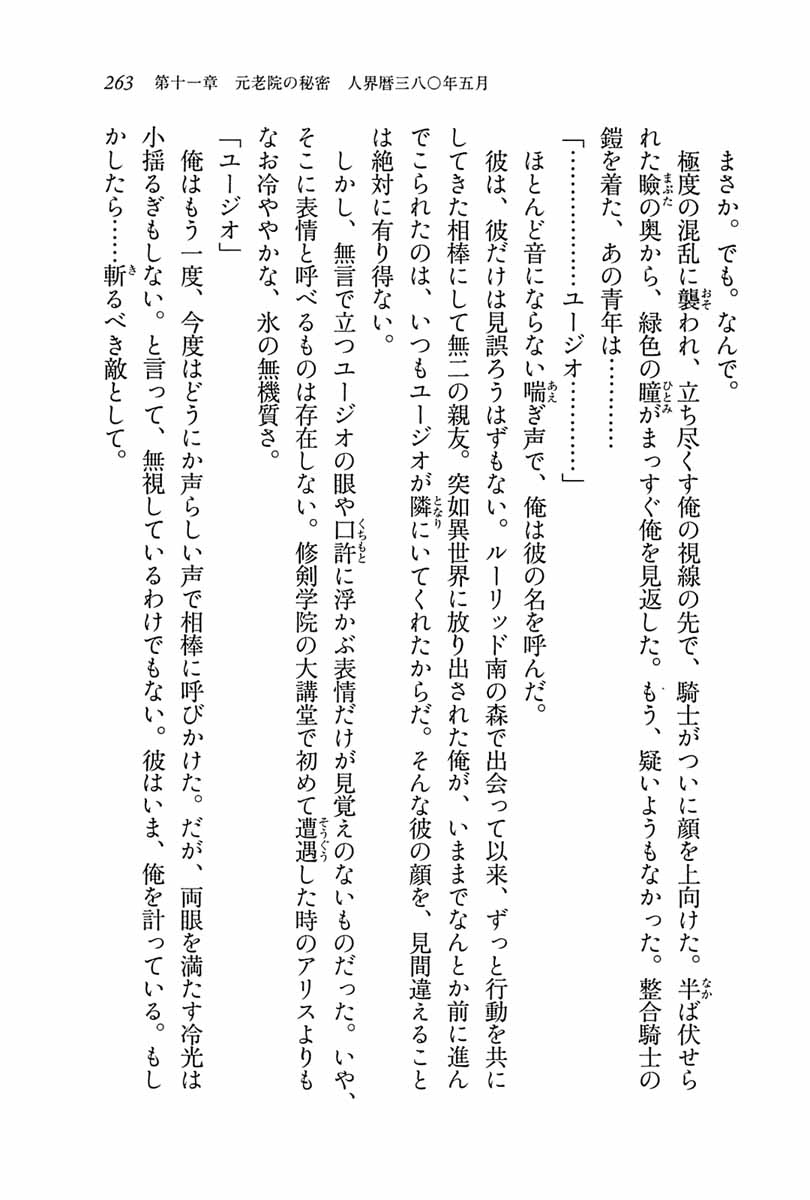 263　第十一章　元老院の秘密　人界暦三八〇年五月
まさか。でも。なんで。
極度の混乱に襲われ、立ち尽くす俺の視線の先で、騎士がついに顔を上向けた。半ば伏せら
れた瞼の奥から、緑色の瞳がまっすぐ俺を見返した。もう、疑いようもなかった。整合騎士の
鎧を着た、あの青年は…………
「………………ユージオ…………」
ほとんど音にならない喘ぎ声で、俺は彼の名を呼んだ。
彼は、彼だけは見誤ろうはずもない。ルーリッド南の森で出会って以来、ずっと行動を共に
してきた相棒にして無二の親友。突如異世界に放り出された俺が、いままでなんとか前に進ん
でこられたのは、いつもユージオが隣にいてくれたからだ。そんな彼の顔を、見間違えること
は絶対に有り得ない。
しかし、無言で立つユージオの眼や口許に浮かぶ表情だけが見覚えのないものだった。いや、
そこに表情と呼べるものは存在しない。修剣学院の大講堂で初めて遭遇した時のアリスよりも
なお冷ややかな、氷の無機質さ。
「ユージオ」
俺はもう一度、今度はどうにか声らしい声で相棒に呼びかけた。だが、両眼を満たす冷光は
小揺るぎもしない。と言って、無視しているわけでもない。彼はいま、俺を計っている。もし
かしたら……斬るべき敵として。